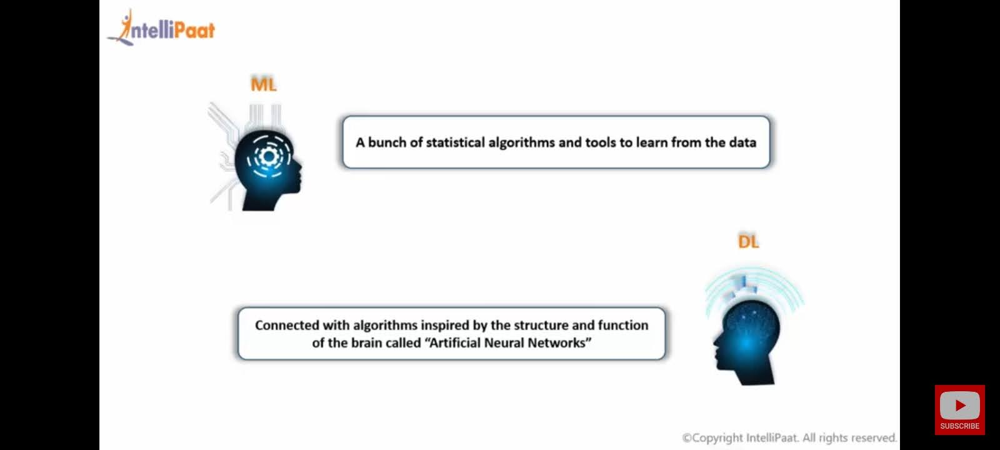 IntelliPaat
ML
A bunch of statistical algorithms and tools to learn from the data
DL
Connected with algorithms inspired by the structure and function
of the brain called “Artificial Neural Networks”
SUBSCRIBE
©Copyright IntelliPaat. All rights reserved.